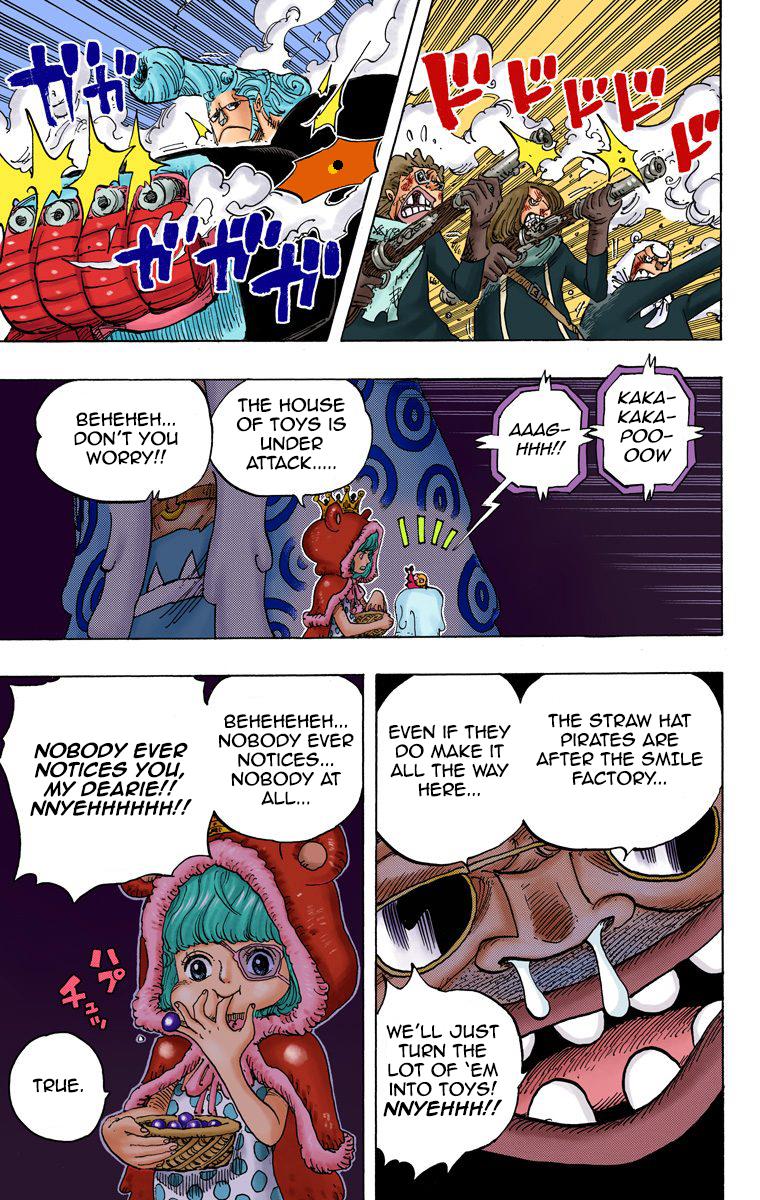 ドドドドド
ガガ
ガガガガ
KAKA-
KAKA-
POO-
OOW
AAAG-
HHH!!
THE HOUSE
OF TOYS IS
UNDER
ATTACK.....
BEHEHEH...
DON'T YOU
WORRY!!
THE STRAW HAT
PIRATES ARE
AFTER THE SMILE
FACTORY...
EVEN IF THEY
DO MAKE IT
ALL THE WAY
HERE...
WE'LL JUST
TURN THE
LOT OF 'EM
INTO TOYS!
NNYEHHH!!
BEHEHEHEH...
NOBODY EVER
NOTICES...
NOBODY AT
ALL...
NOBODY EVER
NOTICES YOU,
MY DEARIE!!
NNYEHHHHHH!!
ハプ
チュッ
TRUE.